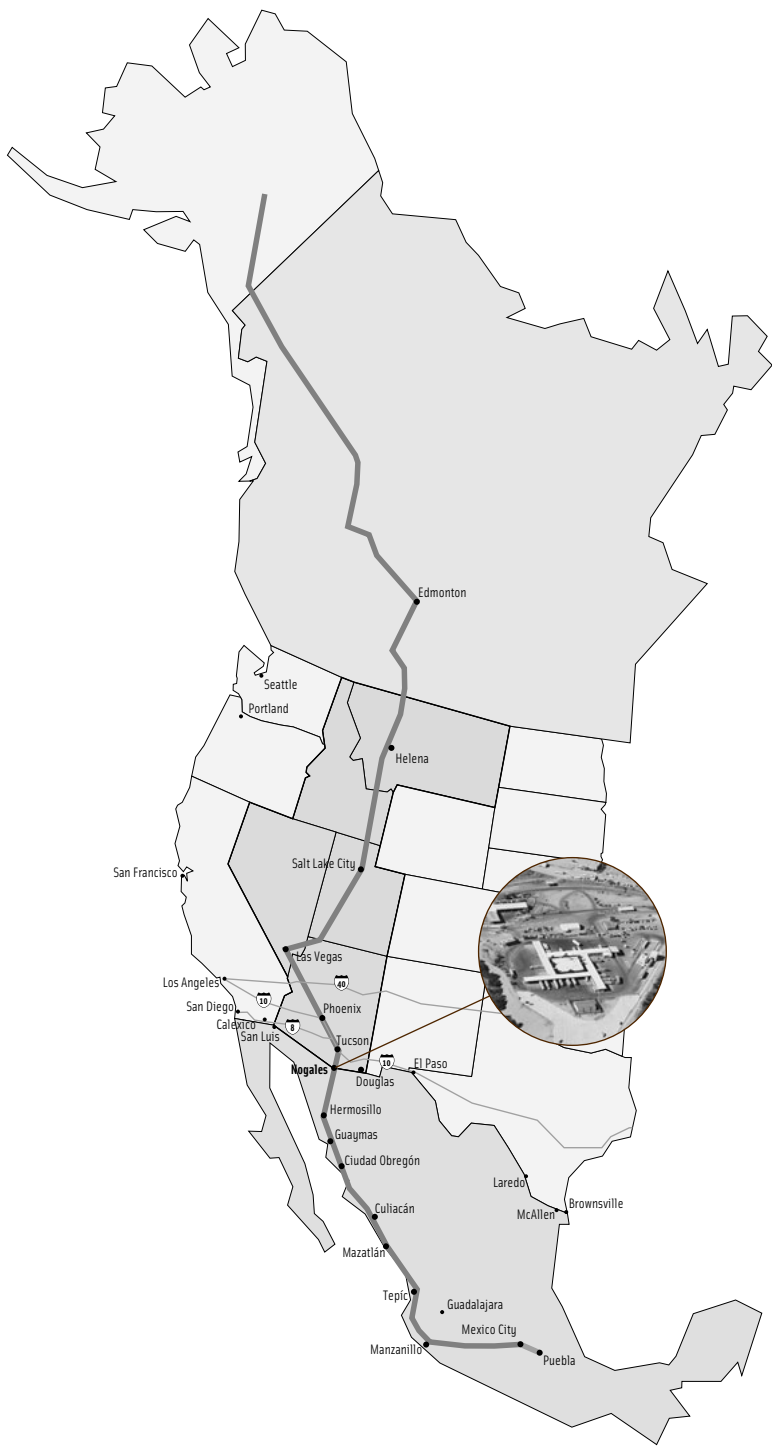 Edmonton
Seattle
Portland
Helena
San Francisco
Salt Lake City
Las Vegas
Los Angeles
40
10
Phoenix
San Diego
Calexico
8
San Luis
Tucson
Nogales
10
El Paso
Douglas
Hermosillo
Guaymas
Ciudad Obregón
Laredo
Brownsville
McAllen
Culiacán
Mazatlán
Tepíc
Guadalajara
Mexico City
Manzanillo
Puebla